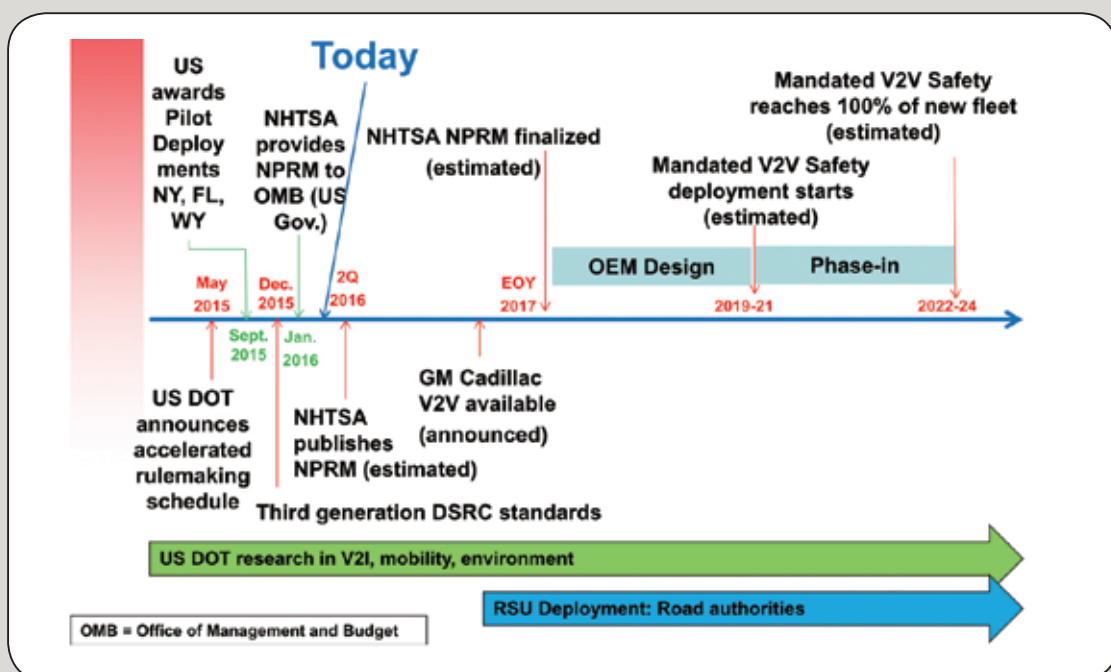 Today
US
awards
Pilot
Deploy
ments
NY, FL,
WY
NHTSA
provides
NPRM to
OMB (US
Gov.)
NHTSA NPRM finalized
(estimated)
Mandated V2V Safety
reaches 100% of new fleet
(estimated)
Mandated V2V Safety
deployment starts
(estimated)
OEM Design
Phase-in
May
2015
Dec.
2015
2Q
2016
EOY
2017
2019-21
2022-24
Sept.
2015
Jan.
2016
US DOT
announces
accelerated
rulemaking
schedule
NHTSA
publishes
NPRM (estimated)
GM Cadillac
V2V available
(announced)
Third generation DSRC standards
US DOT research in V2I, mobility, environment
RSU Deployment: Road authorities
OMB = Office of Management and Budget